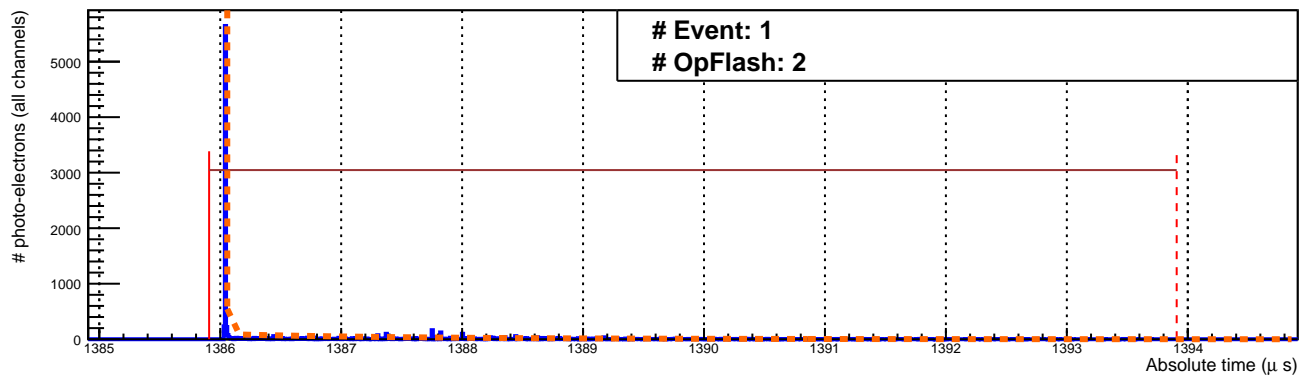 # Event: 1
# OpFlash: 2
# photo-electrons (all channels)
5000
4000
3000
2000
1000
0
1385 1386 1387 1388 1389 1390 1391 1392 1393 1394
Absolute time (μ s)